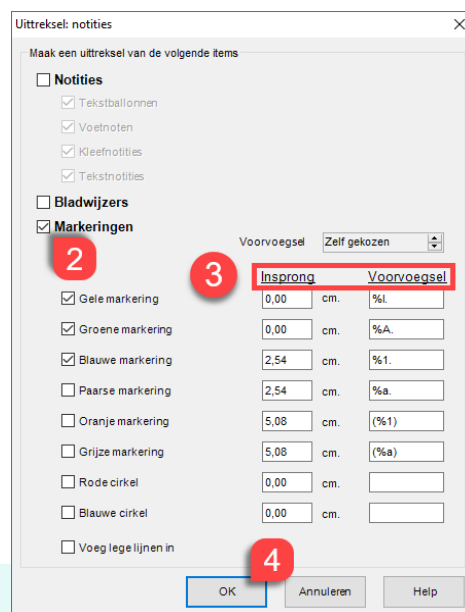 Uittreksel: notities
Maak een uittreksel van de volgende items
Notities
Tekstballonnen
Voetnoten
Kleefnotities
Tekstnotities
Bladwijzers
Markeringen
2
Voorvoegsel Zelf gekozen
3
Insprong Voorvoegsel
Gele markering 0,00 cm. %I.
Groene markering 0,00 cm. %A.
Blauwe markering 2,54 cm. %1.
Paarse markering 2,54 cm. %a.
Oranje markering 5,08 cm. (%1)
Grijze markering 5,08 cm. (%a)
Rode cirkel 0,00 cm.
Blauwe cirkel 0,00 cm.
Voeg lege lijnen in
4
OK Annuleren Help